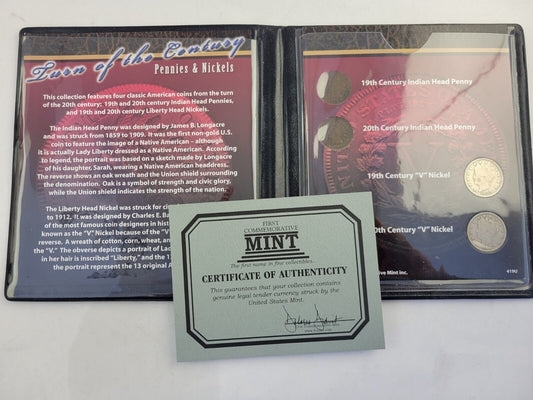 Turn of the Century
Pennies & Nickels
This collection features four classic American coins from the turn
of the 20th century: 19th and 20th century Indian Head Pennies,
and 19th and 20th century Liberty Head Nickels.
The Indian Head Penny was designed by James B. Longacre
and was struck from 1859 to 1909. It was the first non-gold U.S.
coin to feature the image of a Native American – although
it is actually Lady Liberty dressed as a Native American. According
to legend, the portrait was based on a sketch made by Longacre
of his daughter, Sarah, wearing a Native American headdress.
The reverse shows an oak wreath and the Union shield surrounding
the denomination. Oak is a symbol of strength and civic glory,
while the Union shield indicates the strength of the nation.
The Liberty Head Nickel was struck for
to 1912. It was designed by Charles E. Ba
of the most famous coin designers in his
known as the "V" Nickel because of the "V
reverse. A wreath of cotton, corn, wheat, an
the "V." The obverse depicts a portrait of La
in her hair is inscribed "Liberty," and the 13
the portrait represent the 13 original A
19th Century Indian Head Penny
20th Century Indian Head Penny
19th Century "V" Nickel
20th Century "V" Nickel
tive Mint Inc.
FIRST
COMMEMORATIVE
MINT
The first name in fine collectibles.
CERTIFICATE OF AUTHENTICITY
This guarantees that your collection contains
genuine legal tender currency struck by the
United States Mint.